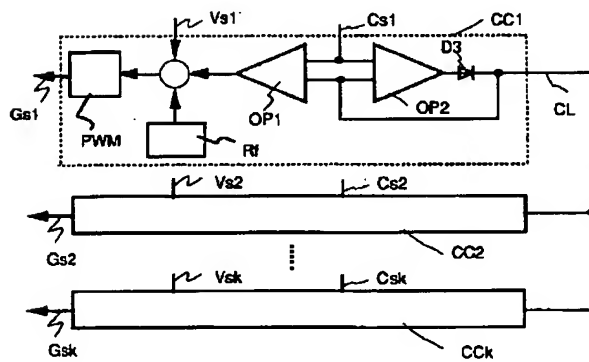 Vs1
Cs1
CC1
D3
Gs1
PWM
Rf
OP1
OP2
CL
Vs2
Cs2
Gs2
CC2
Vsk
Csk
Gsk
CCk